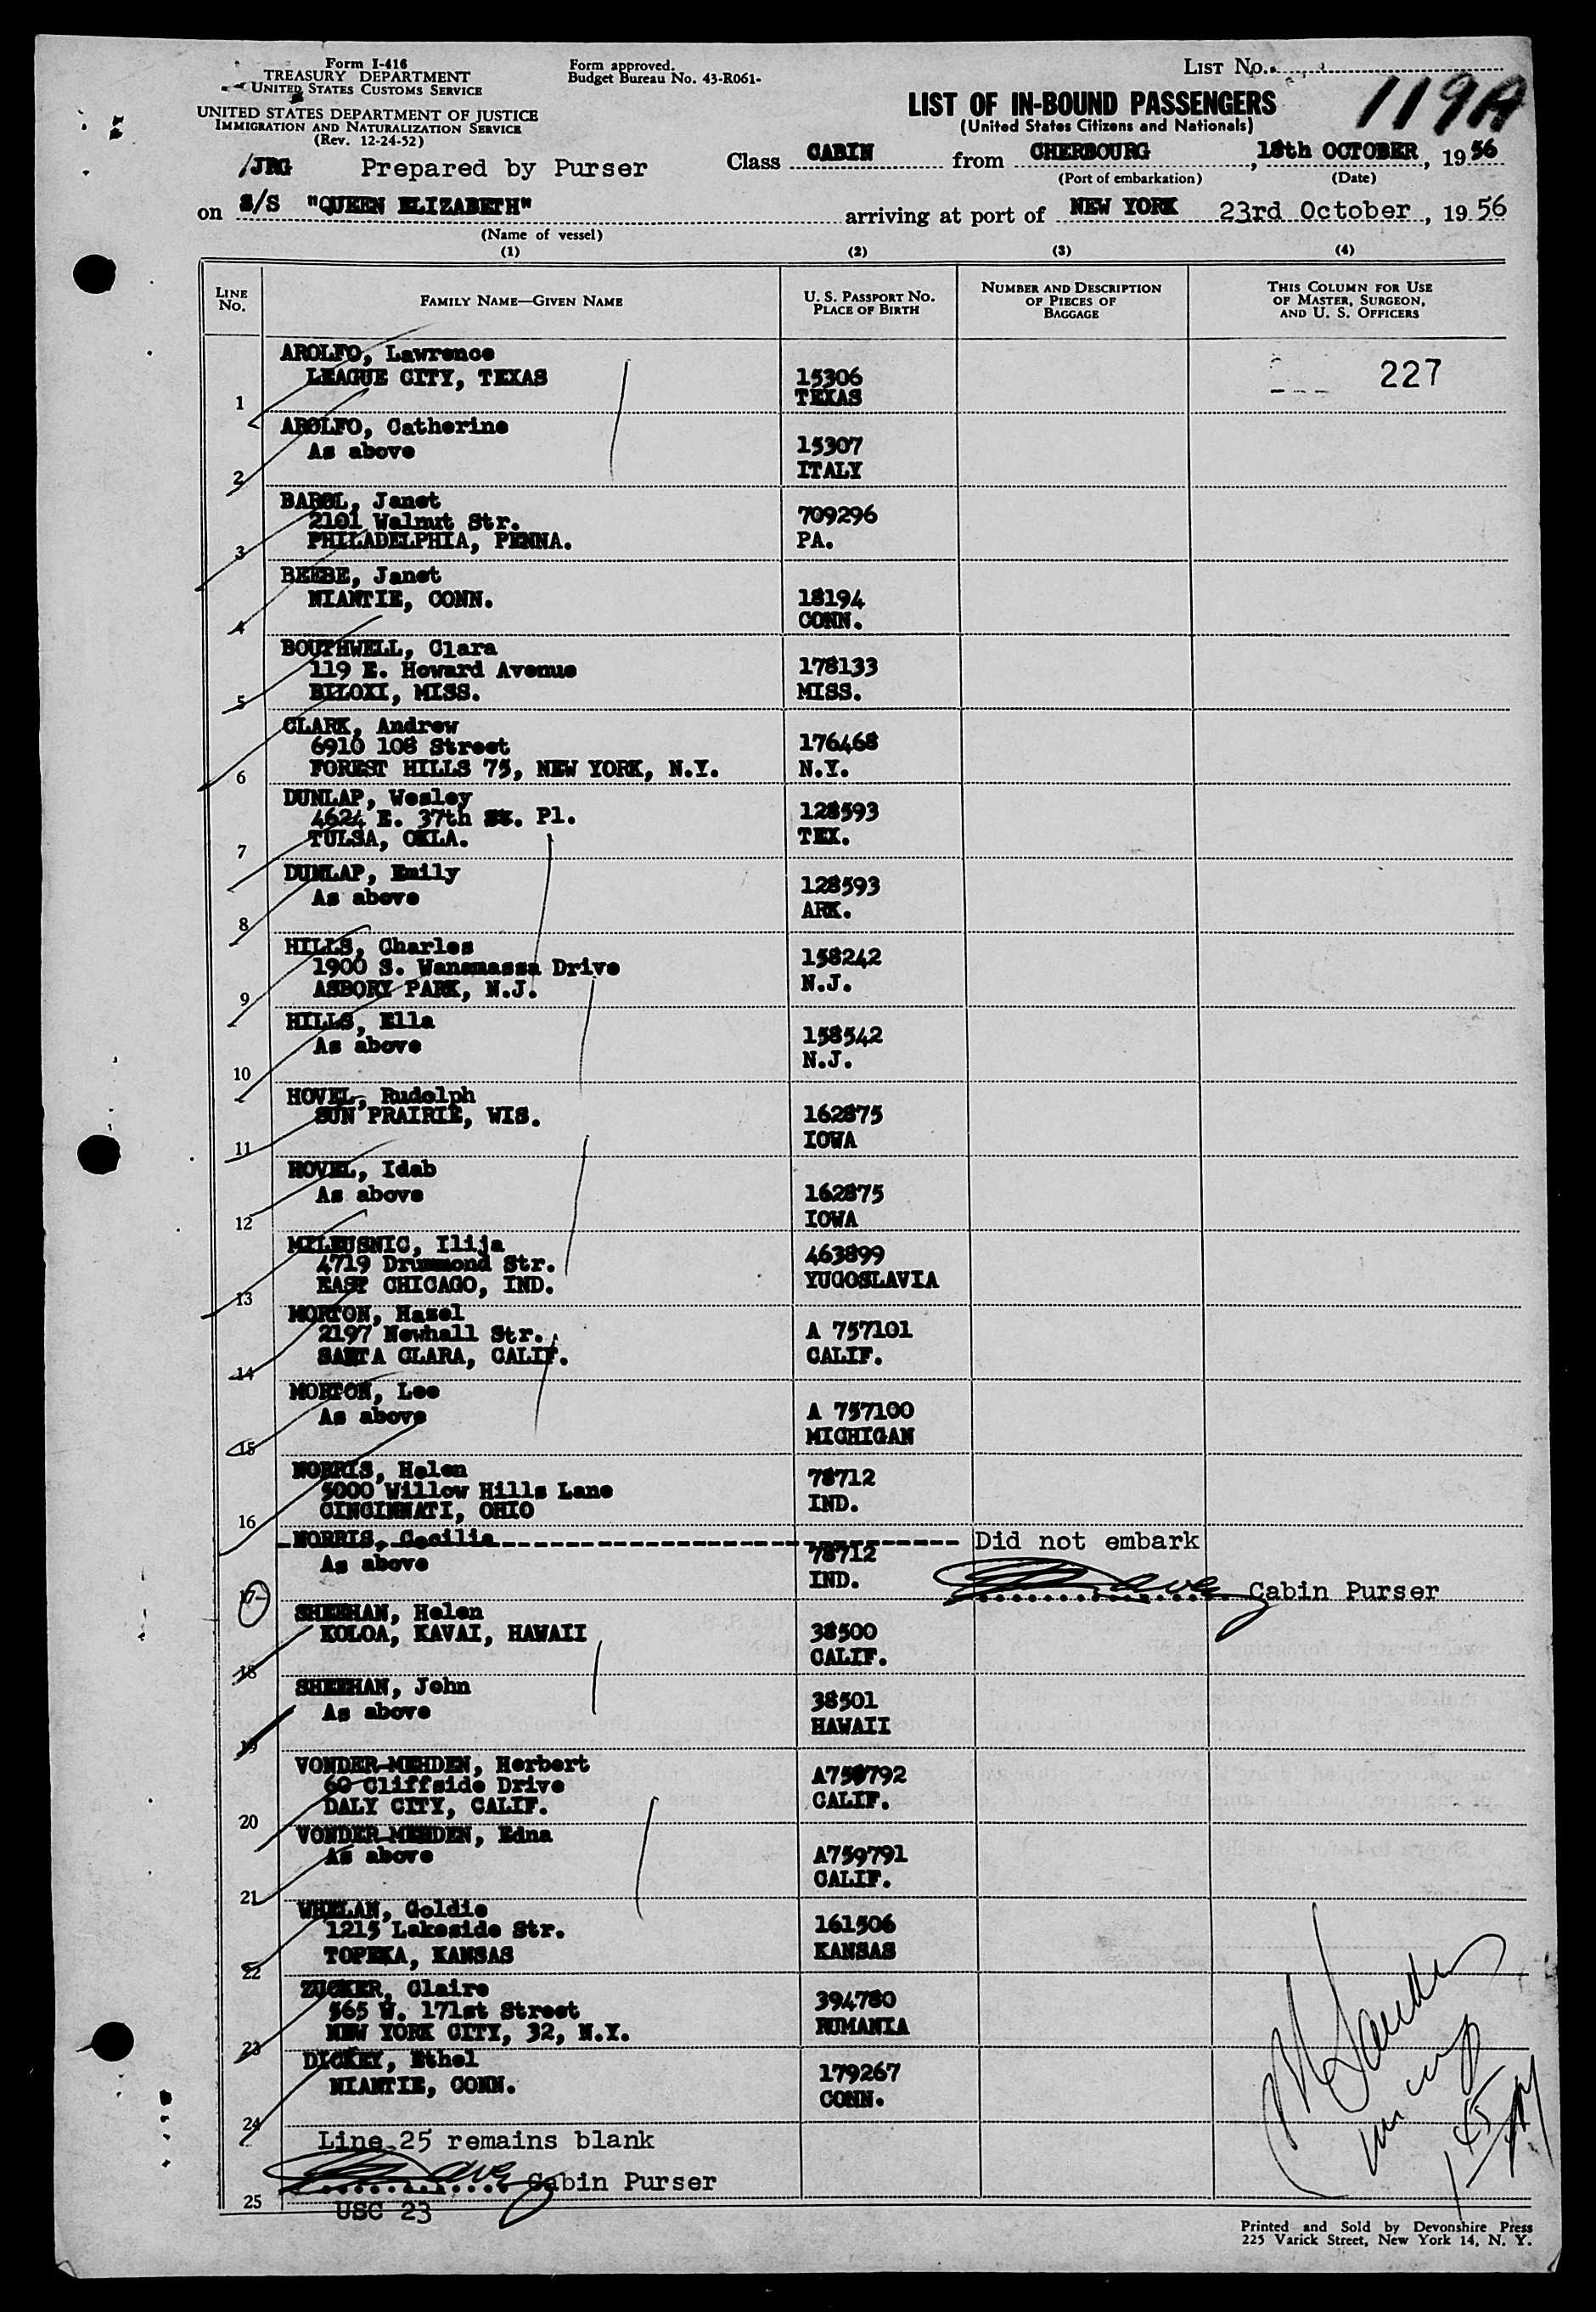 Form I-416
TREASURY DEPARTMENT
UNITED STATES CUSTOMS SERVICE
UNITED STATES DEPARTMENT OF JUSTICE
IMMIGRATION AND NATURALIZATION SERVICE
(Rev. 12-24-52)
Form approved.
Budget Bureau No. 43-R061-
LIST NO.
119A
LIST OF IN-BOUND PASSENGERS
(United States Citizens and Nationals)
/JRG Prepared by Purser Class CABIN from CHERBOURG, 18th OCTOBER, 19 56
(Port of embarkation) (Date)
on S/S "QUEEN ELIZABETH" arriving at port of NEW YORK 23rd October, 19 56
(Name of vessel)
(1) (2) (3) (4)
LINE NO. FAMILY NAME—GIVEN NAME U. S. PASSPORT NO. PLACE OF BIRTH NUMBER AND DESCRIPTION OF PIECES OF BAGGAGE THIS COLUMN FOR USE OF MASTER, SURGEON, AND U. S. OFFICERS
AROLFO, Lawrence
LEAGUE CITY, TEXAS 15306 227
1 TEXAS
AROLFO, Catherine
As above 15307
2 ITALY
BAROL, Janet
2101 Walnut Str. 709296
3 PHILADELPHIA, PENNA. PA.
BEEBE, Janet
NIANTIE, CONN. 18194
4 CONN.
BOUTHWELL, Clara
119 E. Howard Avenue 178133
5 BILOXI, MISS. MISS.
CLARK, Andrew
6910 108 Street 176468
6 FOREST HILLS 75, NEW YORK, N.Y. N.Y.
DUNLAP, Wesley
4624 E. 37th St. Pl. 128593
7 TULSA, OKLA. TEX.
DUNLAP, Emily
As above 128593
8 ARK.
HILLS, Charles
1900 S. Wanamassa Drive 158242
9 ASBORY PARK, N.J. N.J.
HILLS, Ella
As above 158542
10 N.J.
HOVEL, Rudolph
SUN PRAIRIE, WIS. 162875
11 IOWA
HOVEL, Idab
As above 162875
12 IOWA
MILEUSNIC, Ilija
4719 Drummond Str. 463899
13 EAST CHICAGO, IND. YUGOSLAVIA
MORTON, Hazel
2197 Newhall Str. A 757101
14 SANTA CLARA, CALIF. CALIF.
MORTON, Lee
As above A 757100
15 MICHIGAN
NORRIS, Helen
5000 Willow Hills Lane 78712
16 CINCINNATI, OHIO IND.
NORRIS, Cecilia Did not embark
As above 78712
17 IND. Cabin Purser
SHEEHAN, Helen
KOLOA, KAVAI, HAWAII 38500
18 CALIF.
SHEEHAN, John
As above 38501
19 HAWAII
VONDER-MEHDEN, Herbert
60 Cliffside Drive
20 DALY CITY, CALIF. CALIF.
VONDER-MEHDEN, Edna
As above A759791
21 CALIF.
WHELAN, Goldie
1215 Lakeside Str. 161506
22 TOPEKA, KANSAS KANSAS
ZUCKER, Claire
565 W. 171st Street 394780
23 NEW YORK CITY, 32, N.Y. RUMANIA
DICKEY, Ethel
NIANTIE, CONN. 179267
24 CONN.
Line 25 remains blank
Cabin Purser
25 USC 23
Printed and Sold by Devonshire Press
225 Varick Street, New York 14, N. Y.